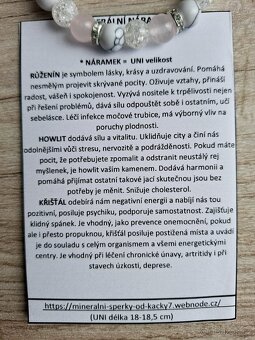 * NÁRAMEK = UNI velikost
RŮŽENÍN je symbolem lásky, krásy a uzdravování. Pomáhá
nesmělým projevit skrývané pocity. Oživuje vztahy, přináší
radost, vášeň i spokojenost. Vyzývá nositele k trpělivosti nejen
při řešení problémů, dává sílu odpouštět sobě i ostatním, učí
sebelásce. Léčí infekce močové trubice, má výborný vliv na
poruchy plodnosti.
HOWLIT dodává sílu a vitalitu. Uklidňuje city a činí nás
odolnějšími vůči stresu, nervozitě a podrážděnosti. Pokud máte
pocit, že potřebujete zpomalit a odstranit neustálý rej
myšlenek, je howlit vaším kamenem. Dodává harmonii a
pomáhá přijímat ostatní takové jací skutečnou jsou bez
potřeby je měnit. Snižuje cholesterol.
KŘIŠŤÁL odebírá nám negativní energii a nabíjí nás tou
pozitivní, posiluje psychiku, podporuje samostatnost. Zajišťuje
klidný spánek. Je vhodný, jako prevence onemocnění, pokud
ale i přesto propuknou, křišťál posiluje postižená místa a uvádí
je do souladu s celým organismem a všemi energetickými
centry. Je vhodný při léčení chronické únavy, artritidy i při
stavech úzkosti, deprese.
https://mineralni-sperky-od-kacky7.webnode.cz/
(UNI délka 18-18,5 cm)